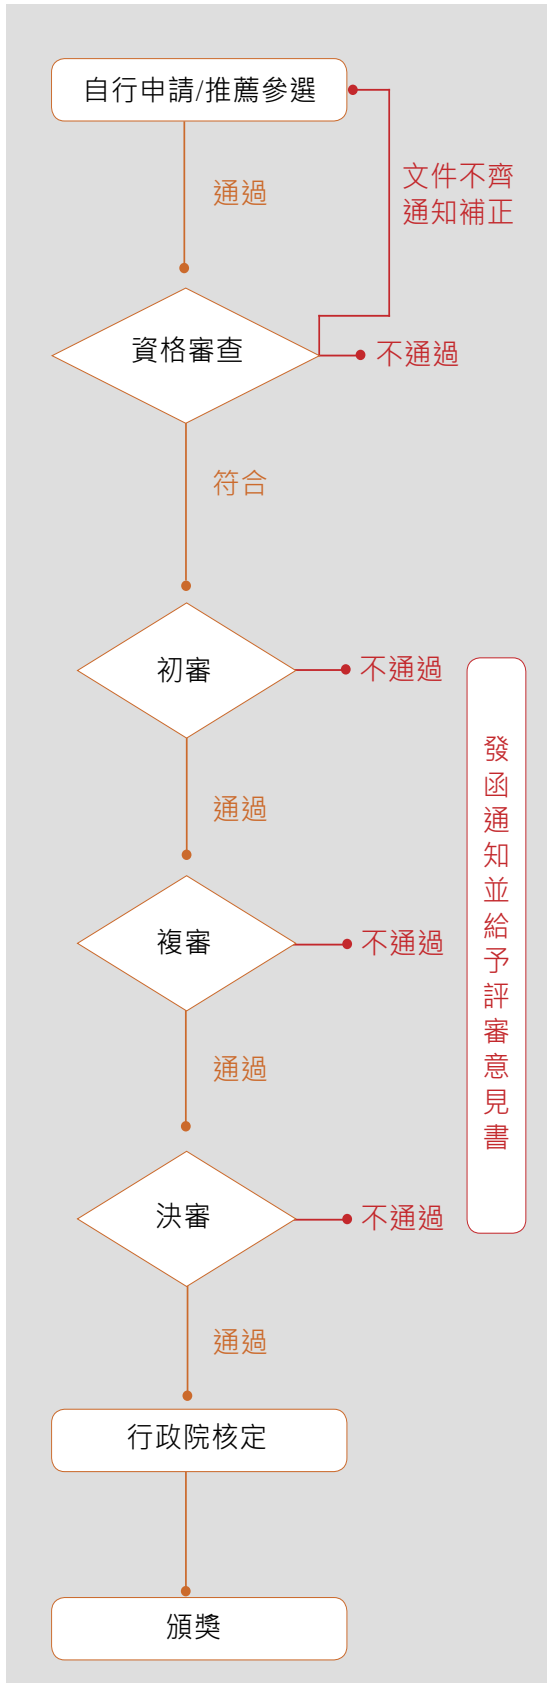 自行申請/推薦參選
通過
文件不齊
通知補正
資格審查
不通過
符合
初審
不通過
通過
複審
不通過
通過
決審
不通過
發函通知並給予評審意見書
通過
行政院核定
頒獎